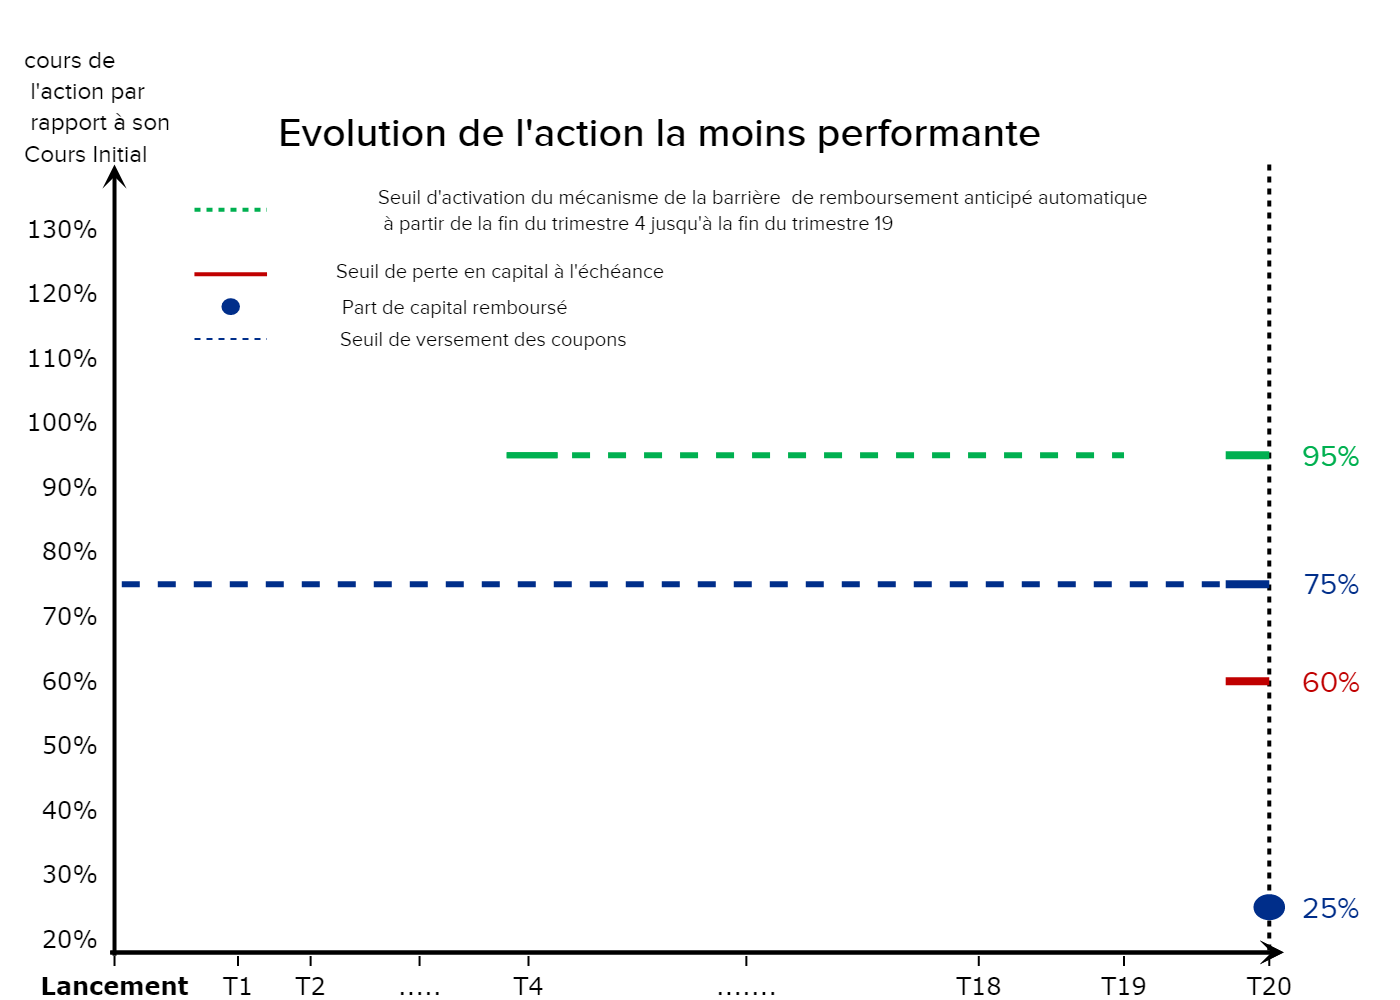 cours de
l'action par
rapport à son
Cours Initial
Evolution de l'action la moins performante
Seuil d'activation du mécanisme de la barrière  de remboursement anticipé automatique
à partir de la fin du trimestre 4 jusqu'à la fin du trimestre 19
Seuil de perte en capital à l'échéance
Part de capital remboursé
Seuil de versement des coupons
130%
120%
110%
100%
90%
80%
70%
60%
50%
40%
30%
20%
95%
75%
60%
25%
Lancement T1 T2 ..... T4 ....... T18 T19 T20